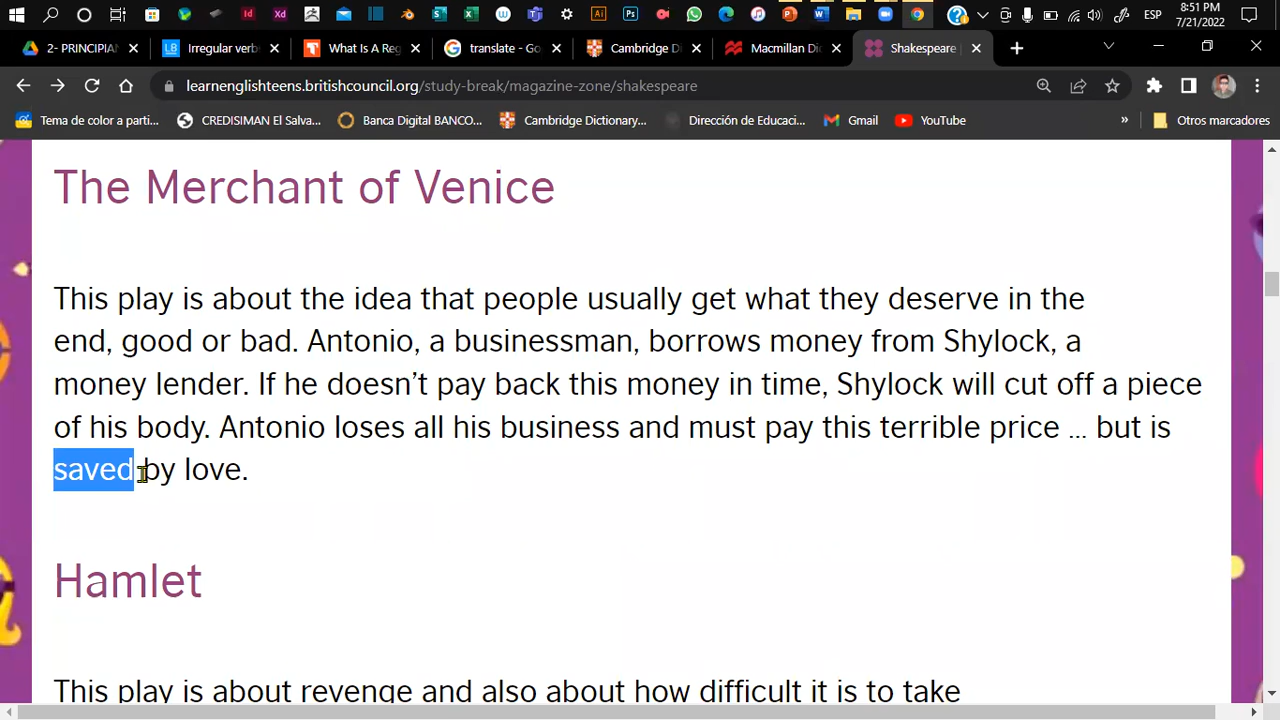 8:51 PM
ESP
7/21/2022
2- PRINCIPIAN
Irregular verb
What Is A Reg
translate - Go
Cambridge Di
Macmillan Dic
Shakespeare
learnenglishteens.britishcouncil.org/study-break/magazine-zone/shakespeare
Tema de color a parti...
CREDISIMAN El Salva...
Banca Digital BANCO...
Cambridge Dictionary...
Dirección de Educaci...
Gmail
YouTube
»
Otros marcadores
The Merchant of Venice
This play is about the idea that people usually get what they deserve in the
end, good or bad. Antonio, a businessman, borrows money from Shylock, a
money lender. If he doesn’t pay back this money in time, Shylock will cut off a piece
of his body. Antonio loses all his business and must pay this terrible price ... but is
saved by love.
Hamlet
This play is about revenge and also about how difficult it is to take